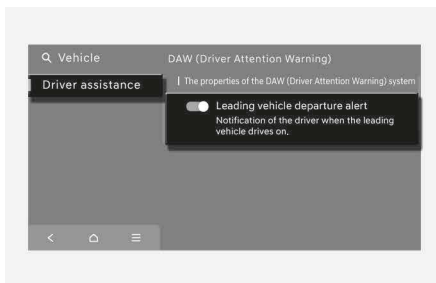 Vehicle
Driver assistance
DAW (Driver Attention Warning)
The properties of the DAW (Driver Attention Warning) system
Leading vehicle departure alert
Notification of the driver when the leading
vehicle drives on.